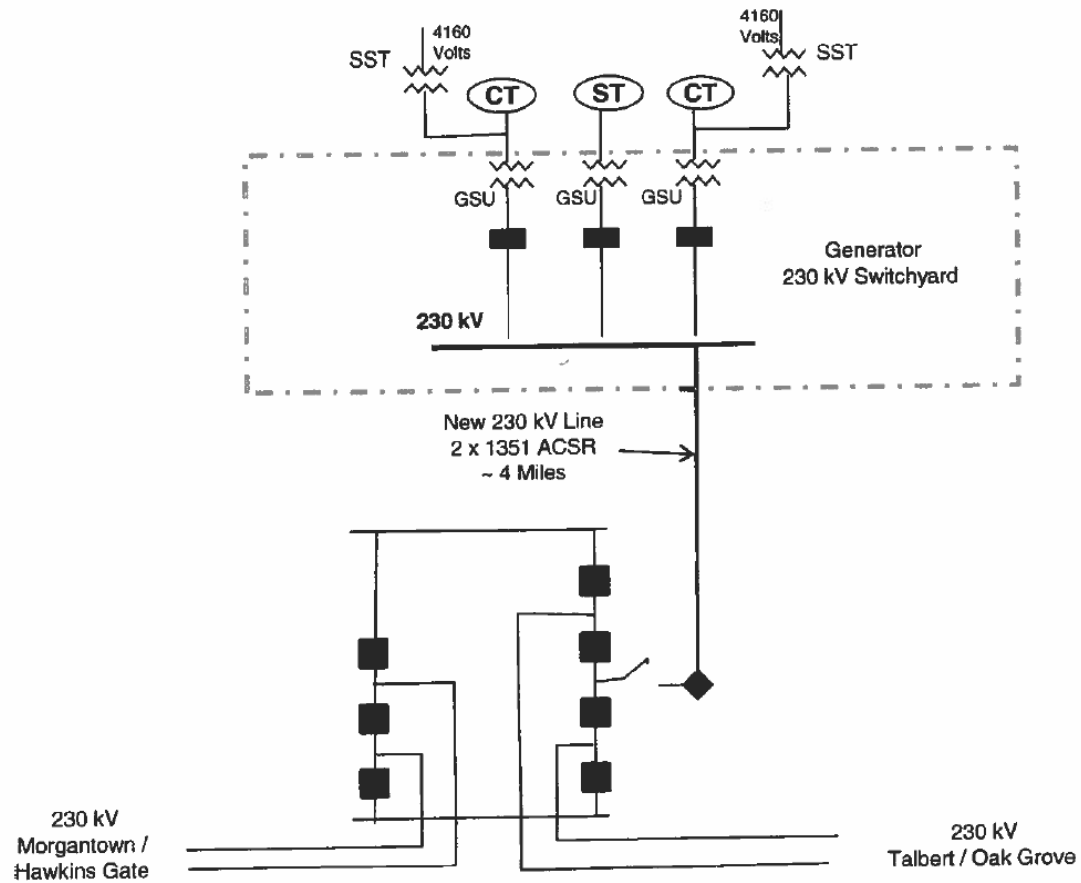 4160
Volts
SST
4160
Volts
SST
CT
ST
CT
GSU
GSU
GSU
Generator
230 kV Switchyard
230 kV
New 230 kV Line
2 x 1351 ACSR
~ 4 Miles
230 kV
Morgantown /
Hawkins Gate
230 kV
Talbert / Oak Grove